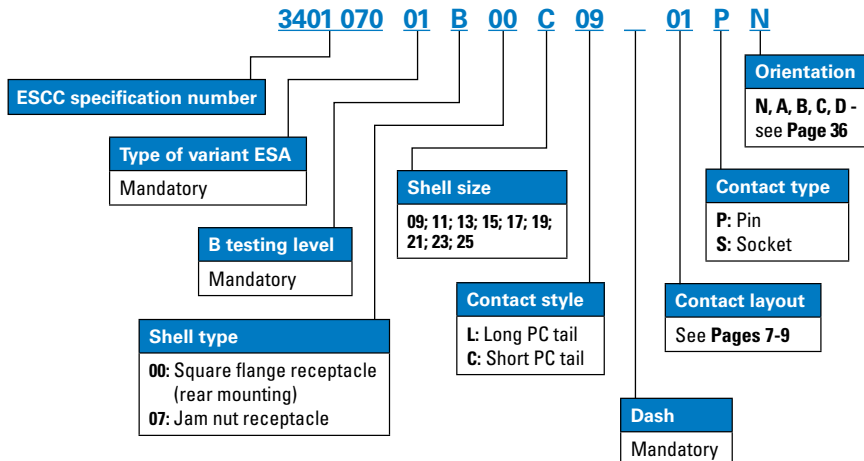 3401 070 01 B 00 C 09 _ 01 P N
Orientation
N, A, B, C, D -
see Page 36
ESCC specification number
Type of variant ESA
Mandatory
Shell size
09; 11; 13; 15; 17; 19;
21; 23; 25
Contact type
P: Pin
S: Socket
B testing level
Mandatory
Contact style
L: Long PC tail
C: Short PC tail
Contact layout
See Pages 7-9
Shell type
00: Square flange receptacle
(rear mounting)
07: Jam nut receptacle
Dash
Mandatory